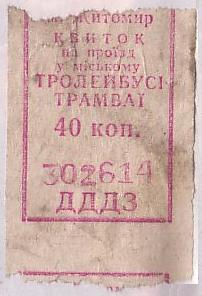 Житомир
КВИТОК
на проїзд
у міському
ТРОЛЕЙБУСІ
ТРАМВАЇ
40 коп.
302614
ДДДЗ